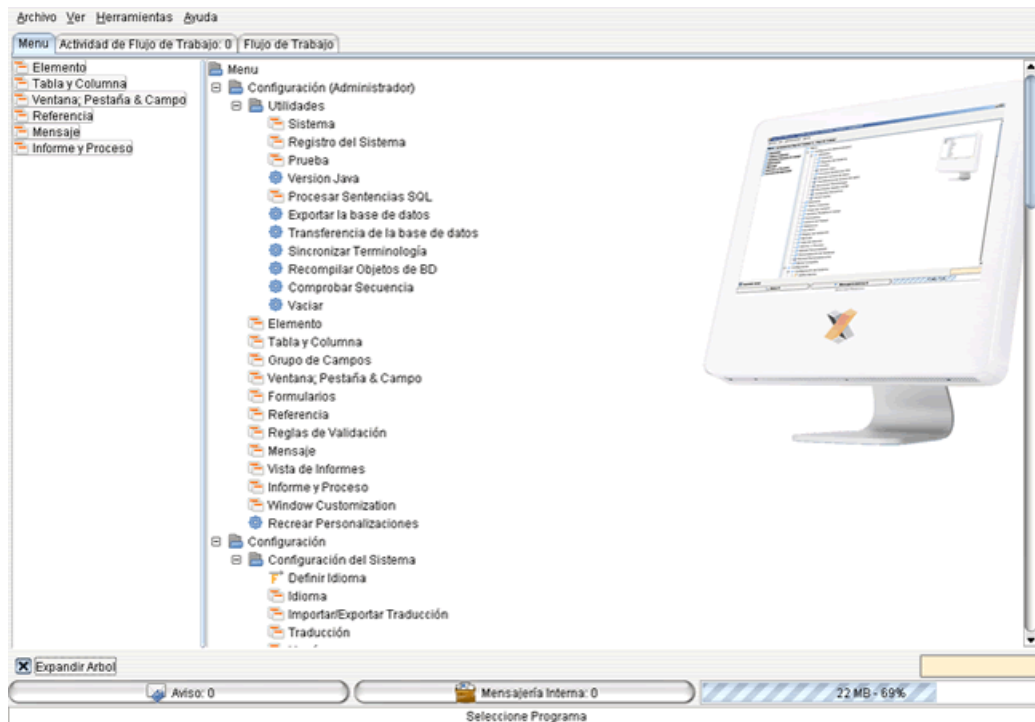 Archivo Ver Herramientas Ayuda
Menu Actividad de Flujo de Trabajo: 0 Flujo de Trabajo
Elemento
Tabla y Columna
Ventana; Pestaña & Campo
Referencia
Mensaje
Informe y Proceso
Menu
Configuración (Administrador)
Utilidades
Sistema
Registro del Sistema
Prueba
Version Java
Procesar Sentencias SQL
Exportar la base de datos
Transferencia de la base de datos
Sincronizar Terminología
Recompilar Objetos de BD
Comprobar Secuencia
Vaciar
Elemento
Tabla y Columna
Grupo de Campos
Ventana; Pestaña & Campo
Formularios
Referencia
Reglas de Validación
Mensaje
Vista de Informes
Informe y Proceso
Window Customization
Recrear Personalizaciones
Configuración
Configuración del Sistema
Definir Idioma
Idioma
Importar/Exportar Traducción
Traducción
Expandir Arbol
Aviso: 0
Mensajería Interna: 0
22 MB - 69%
Seleccione Programa